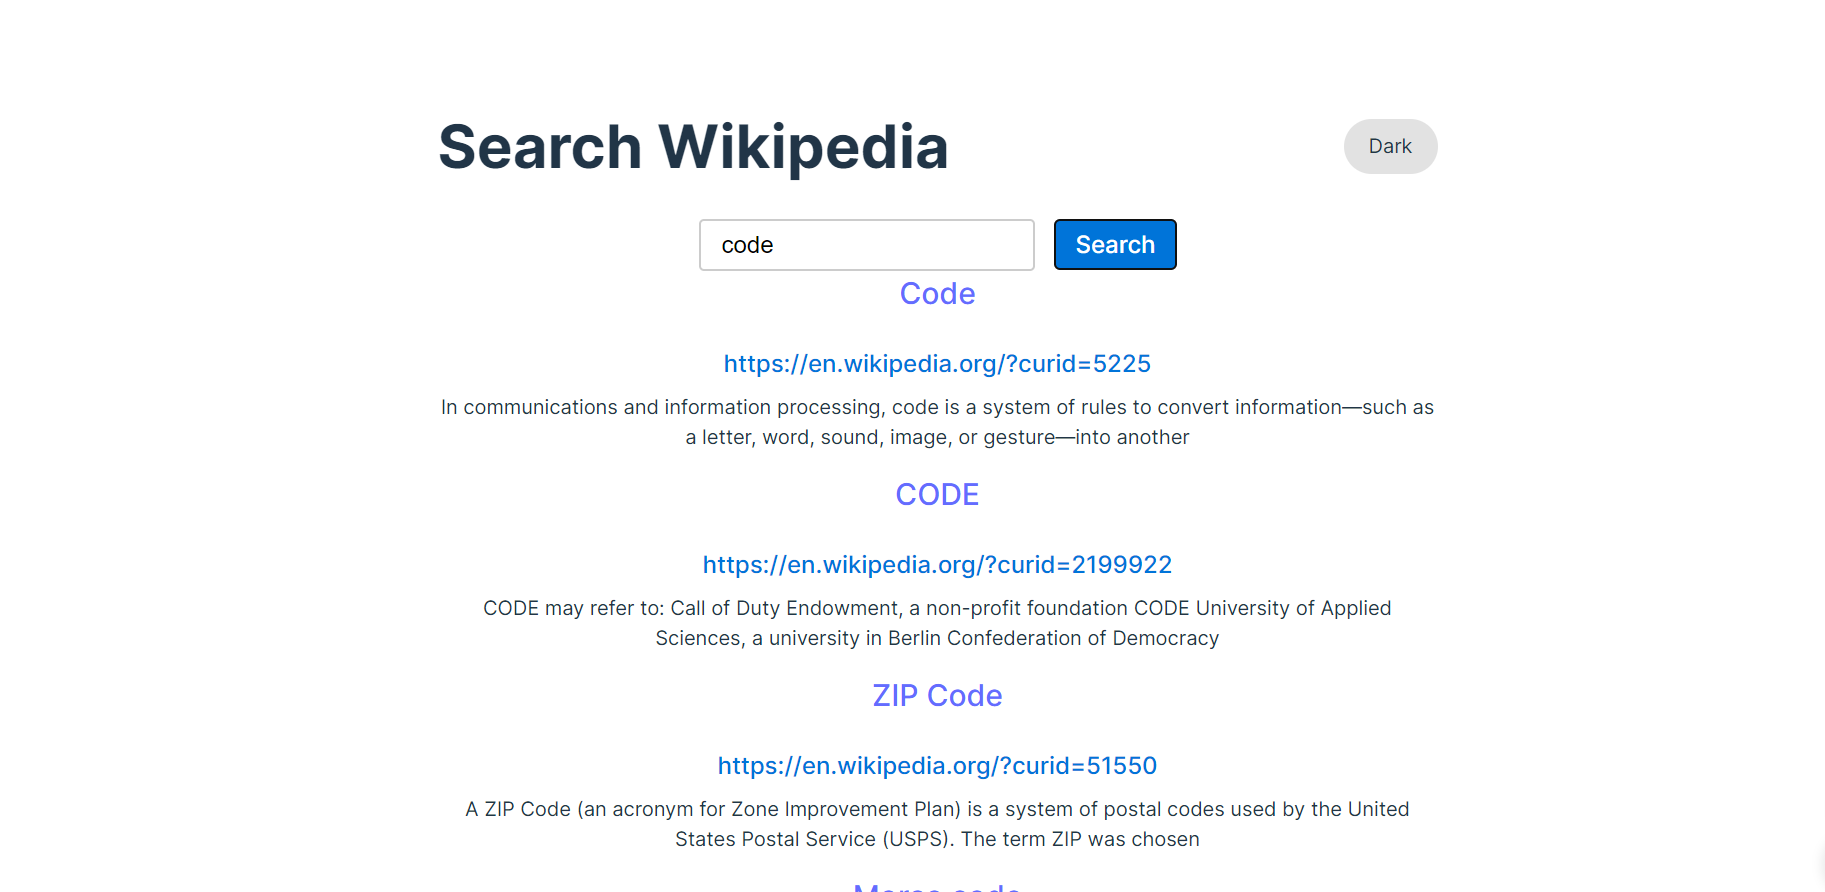 Search Wikipedia
Dark
code
Search
Code
https://en.wikipedia.org/?curid=5225
In communications and information processing, code is a system of rules to convert information—such as
a letter, word, sound, image, or gesture—into another
CODE
https://en.wikipedia.org/?curid=2199922
CODE may refer to: Call of Duty Endowment, a non-profit foundation CODE University of Applied
Sciences, a university in Berlin Confederation of Democracy
ZIP Code
https://en.wikipedia.org/?curid=51550
A ZIP Code (an acronym for Zone Improvement Plan) is a system of postal codes used by the United
States Postal Service (USPS). The term ZIP was chosen
Morse code